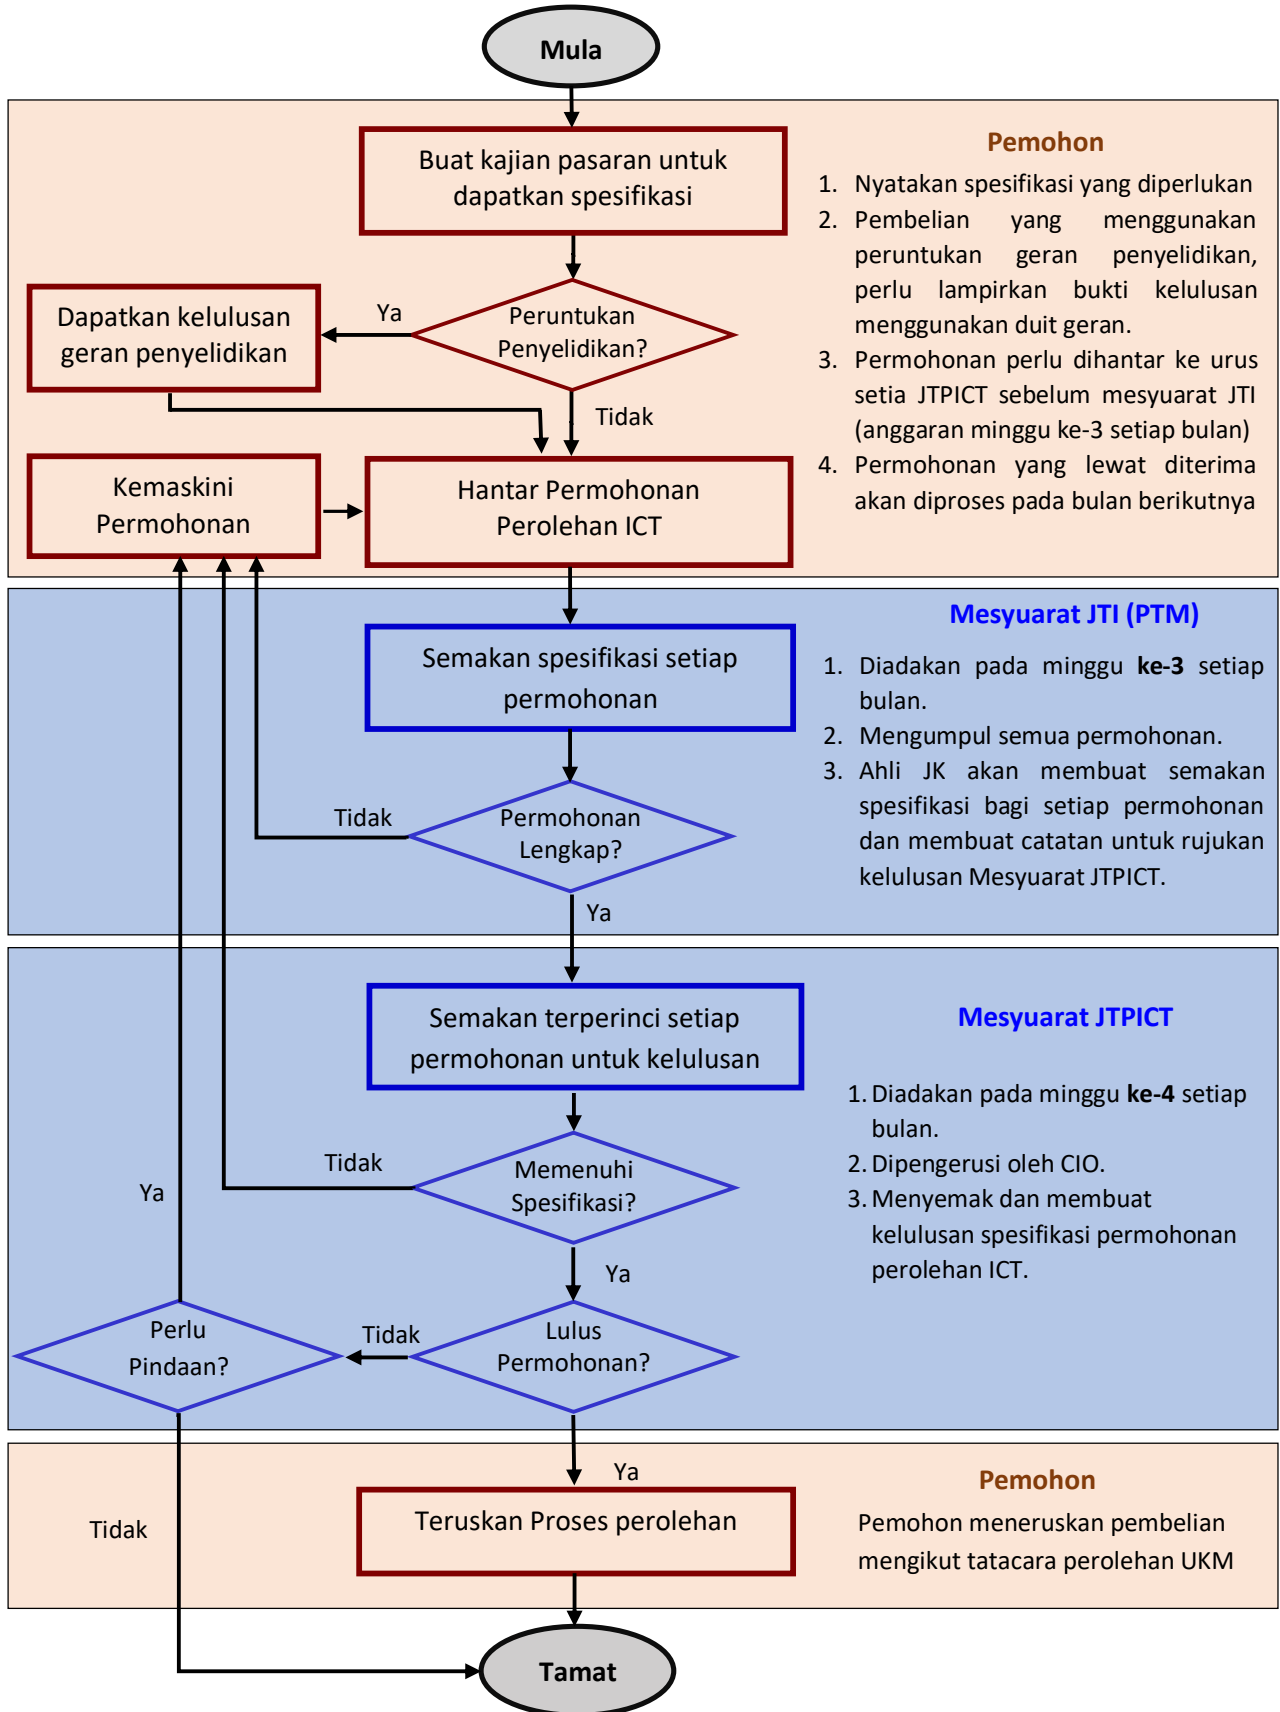 Mula
Buat kajian pasaran untuk
dapatkan spesifikasi
Pemohon
1. Nyatakan spesifikasi yang diperlukan
2. Pembelian yang menggunakan
peruntukan geran penyelidikan,
perlu lampirkan bukti kelulusan
menggunakan duit geran.
3. Permohonan perlu dihantar ke urus
setia JTPICT sebelum mesyuarat JTI
(anggaran minggu ke-3 setiap bulan)
4. Permohonan yang lewat diterima
akan diproses pada bulan berikutnya
Peruntukan
Penyelidikan?
Ya
Dapatkan kelulusan
geran penyelidikan
Tidak
Kemaskini
Permohonan
Hantar Permohonan
Perolehan ICT
Mesyuarat JTI (PTM)
1. Diadakan pada minggu ke-3 setiap
bulan.
2. Mengumpul semua permohonan.
3. Ahli JK akan membuat semakan
spesifikasi bagi setiap permohonan
dan membuat catatan untuk rujukan
kelulusan Mesyuarat JTPICT.
Semakan spesifikasi setiap
permohonan
Tidak
Permohonan
Lengkap?
Ya
Semakan terperinci setiap
permohonan untuk kelulusan
Mesyuarat JTPICT
1. Diadakan pada minggu ke-4 setiap
bulan.
2. Dipengerusi oleh CIO.
3. Menyemak dan membuat
kelulusan spesifikasi permohonan
perolehan ICT.
Tidak
Memenuhi
Spesifikasi?
Ya
Ya
Perlu
Pindaan?
Tidak
Lulus
Permohonan?
Ya
Tidak
Teruskan Proses perolehan
Pemohon
Pemohon meneruskan pembelian
mengikut tatacara perolehan UKM
Tamat